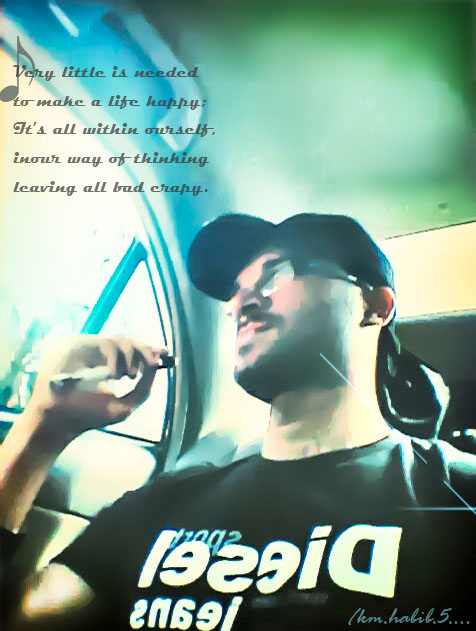 Very little is needed
to make a life happy;
It's all within ourself,
inour way of thinking
leaving all bad crapy.
Diesel
sport
jeans
/km.habib.5....